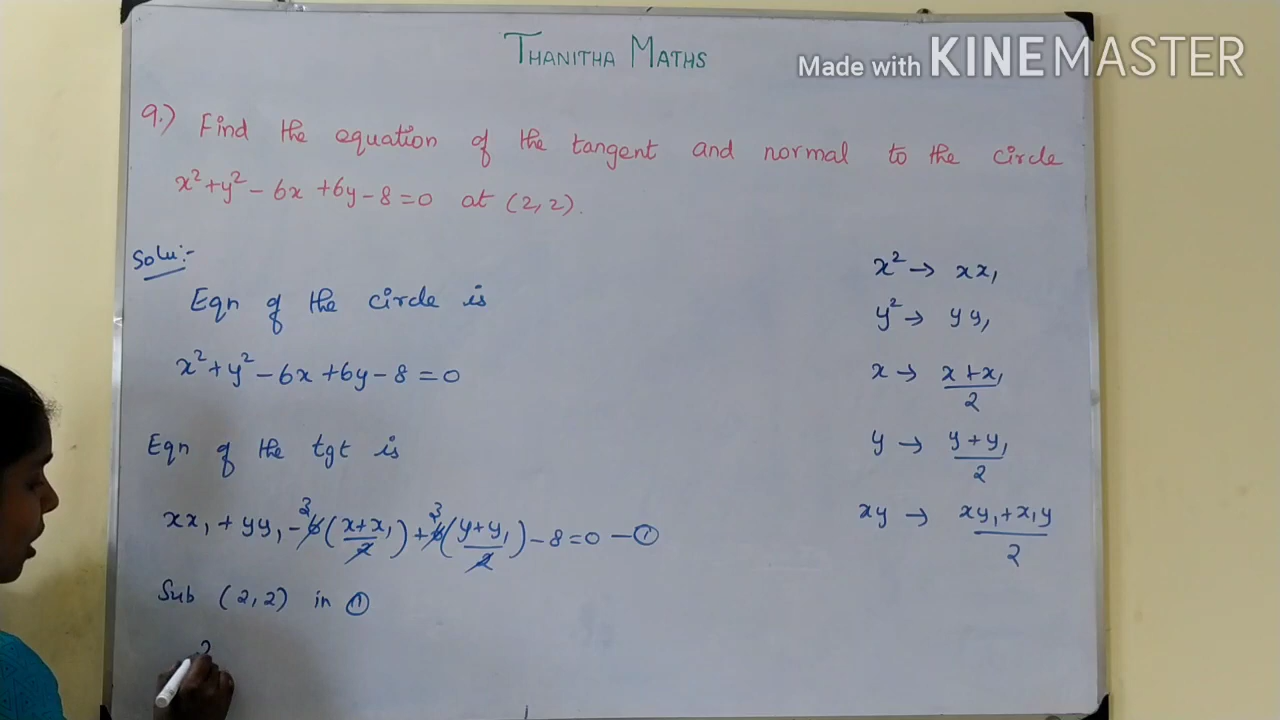 THANITHA MATHS
Made with KINEMASTER
9.) Find the equation of the tangent and normal to the circle
x² + y² - 6x + 6y - 8 = 0 at (2, 2).
Solu:-
Eqn of the circle is
x² + y² - 6x + 6y - 8 = 0
Eqn of the tgt is
xx₁ + yy₁ - 6 3 (x+x₁/2) + 6 3 (y+y₁/2) - 8 = 0 — ①
Sub (2, 2) in ①
2
x² → xx₁
y² → yy₁
x → x+x₁/2
y → y+y₁/2
xy → xy₁+x₁y/2